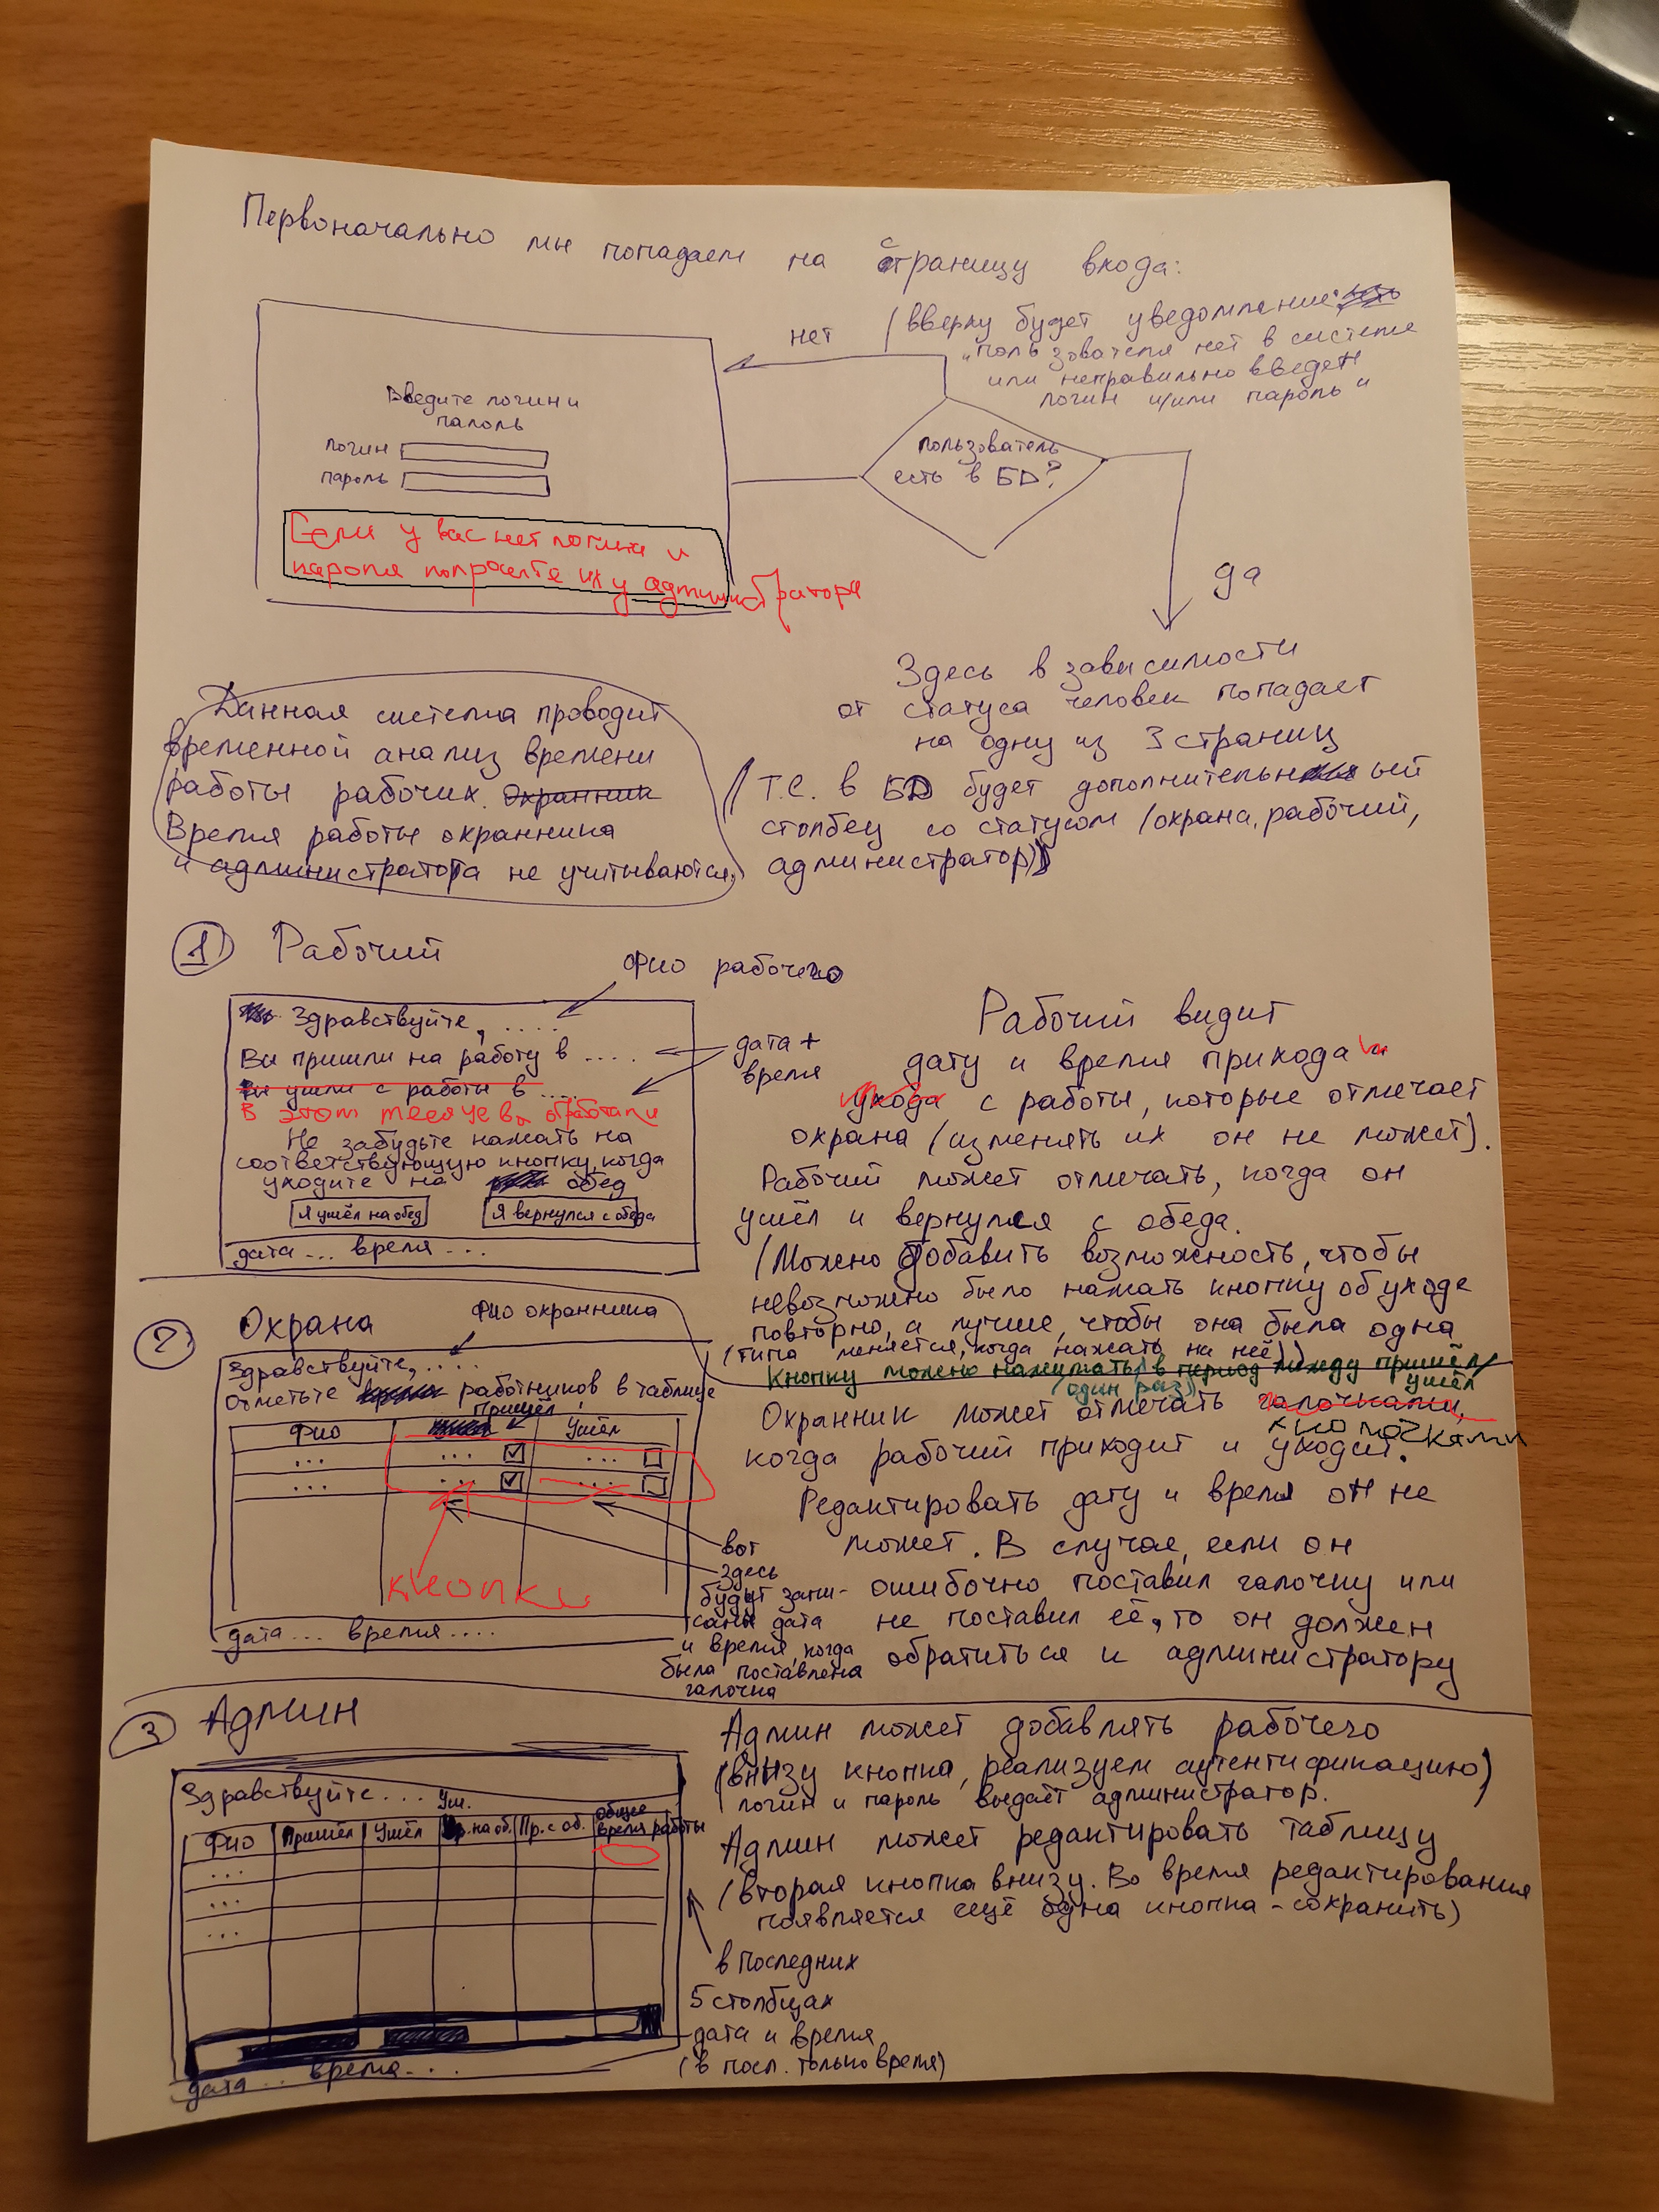 Первоначально мы попадаем на страницу входа:
нет
(вверху будет уведомление:
"пользователя нет в системе
или неправильно введен
логин и/или пароль"
Введите логин и
пароль
логин
пароль
Если у вас нет логина и
пароля попросите их у администратора
пользователь
есть в БД?
да
Здесь в зависимости
от статуса человек попадает
на одну из 3 страниц
(Т.е. в БД будет дополнительный
столбец со статусом (охрана, рабочий,
администратор))
Данная система проводит
временной анализ времени
работы рабочих. Охранник
Время работы охранника
и администратора не учитываются.
1 Рабочий
ФИО рабочего
Здравствуйте, ....
Вы пришли на работу в ....
Вы ушли с работы в ....
В этом месяце вы отработали
Не забудьте нажать на
соответствующую кнопку, когда
уходите на обед
Я ушёл на обед
Я вернулся с обеда
дата... время...
дата +
время
Рабочий видит
дату и время прихода и
ухода с работы, которые отмечает
охрана (изменять их он не может).
Рабочий может отмечать, когда он
ушёл и вернулся с обеда.
(Можно добавить возможность, чтобы
невозможно было нажать кнопку об уходе
повторно, а лучше, чтобы она была одна
(типа меняется, когда нажать на неё))
Кнопку можно нажимать в период между пришёл/
ушёл
(один раз)
2 Охрана
ФИО охранника
Здравствуйте, ....
Отметьте работников в таблице
ФИО
Пришёл
Ушёл
... ... ...
... ... ...
кнопки
дата... время....
вот
здесь
будут запи-
саны дата
и время, когда
была поставлена
галочка
Охранник может отмечать галочками,
кнопочками
когда рабочий приходит и уходит.
Редактировать дату и время он не
может. В случае, если он
ошибочно поставил галочку или
не поставил её, то он должен
обратиться к администратору
3 Админ
Здравствуйте...
ФИО
Пришёл
Ушёл
Уш. на об.
Пр. с об.
Общее
время работы
...
...
...
дата... время...
в последних
5 столбцах
дата и время
(в посл. только время)
Админ может добавлять рабочего
(внизу кнопка, реализуем аутентификацию)
логин и пароль выдаёт администратор.
Админ может редактировать таблицу
(вторая кнопка внизу. Во время редактирования
появляется ещё одна кнопка - сохранить)